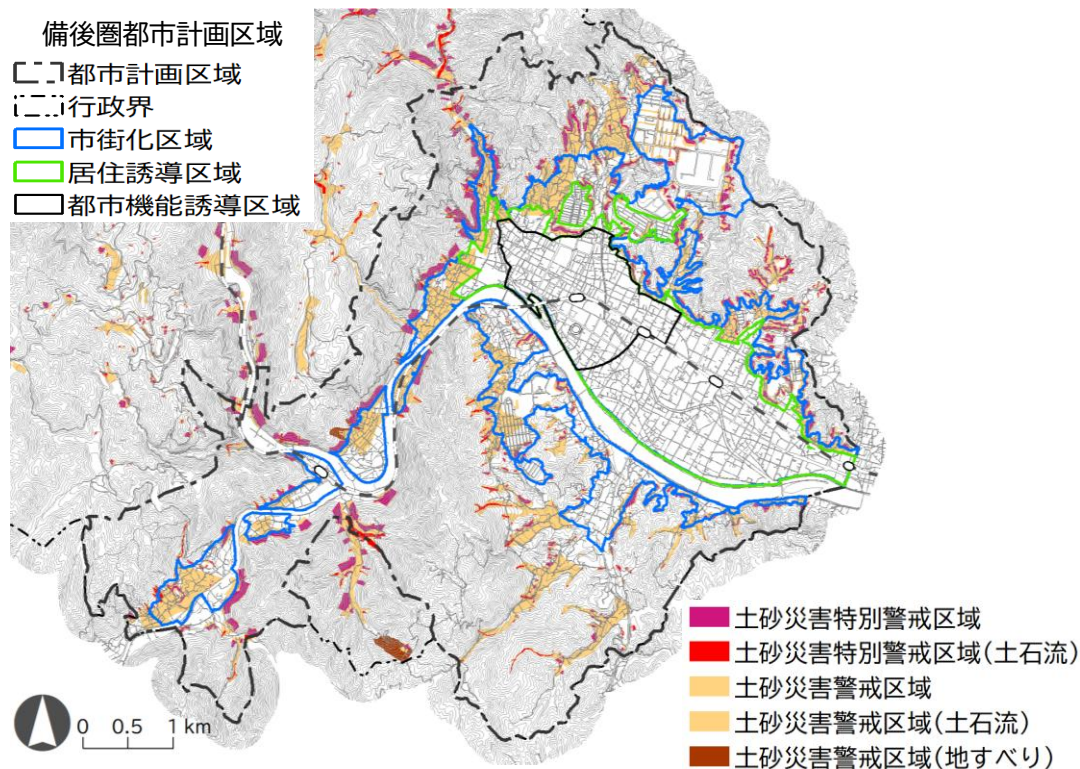 備後圏都市計画区域
都市計画区域
行政界
市街化区域
居住誘導区域
都市機能誘導区域
土砂災害特別警戒区域
土砂災害特別警戒区域(土石流)
土砂災害警戒区域
土砂災害警戒区域(土石流)
土砂災害警戒区域(地すべり)
0 0.5 1 km